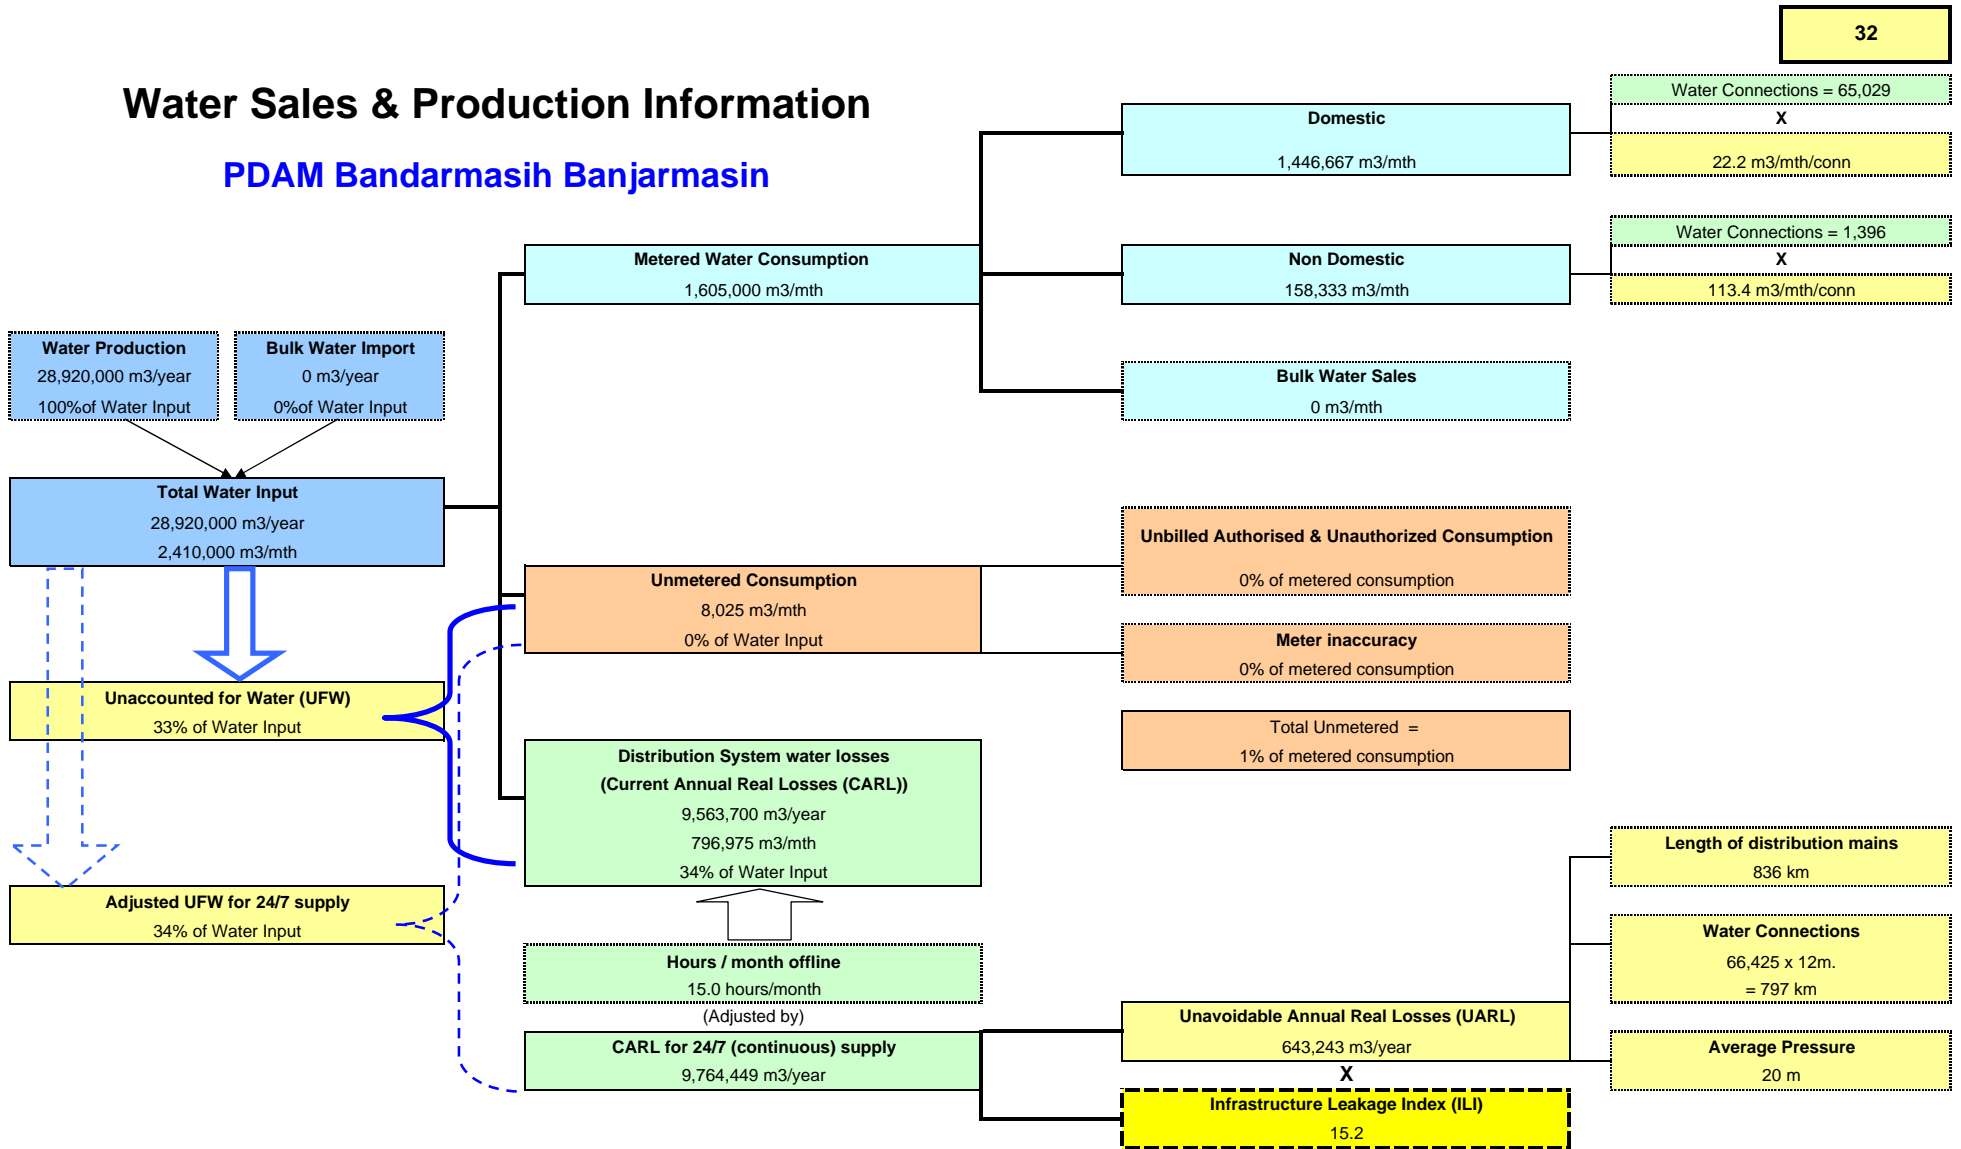 32
Water Sales & Production Information
PDAM Bandarmasih Banjarmasin
Domestic
1,446,667 m3/mth
Water Connections = 65,029
X
22.2 m3/mth/conn
Metered Water Consumption
1,605,000 m3/mth
Non Domestic
158,333 m3/mth
Water Connections = 1,396
X
113.4 m3/mth/conn
Water Production
28,920,000 m3/year
100%of Water Input
Bulk Water Import
0 m3/year
0%of Water Input
Bulk Water Sales
0 m3/mth
Total Water Input
28,920,000 m3/year
2,410,000 m3/mth
Unbilled Authorised & Unauthorized Consumption
0% of metered consumption
Unmetered Consumption
8,025 m3/mth
0% of Water Input
Meter inaccuracy
0% of metered consumption
Unaccounted for Water (UFW)
33% of Water Input
Total Unmetered =
1% of metered consumption
Distribution System water losses
(Current Annual Real Losses (CARL))
9,563,700 m3/year
796,975 m3/mth
34% of Water Input
Length of distribution mains
836 km
Adjusted UFW for 24/7 supply
34% of Water Input
Water Connections
66,425 x 12m.
= 797 km
Hours / month offline
15.0 hours/month
(Adjusted by)
CARL for 24/7 (continuous) supply
9,764,449 m3/year
Unavoidable Annual Real Losses (UARL)
643,243 m3/year
X
Infrastructure Leakage Index (ILI)
15.2
Average Pressure
20 m